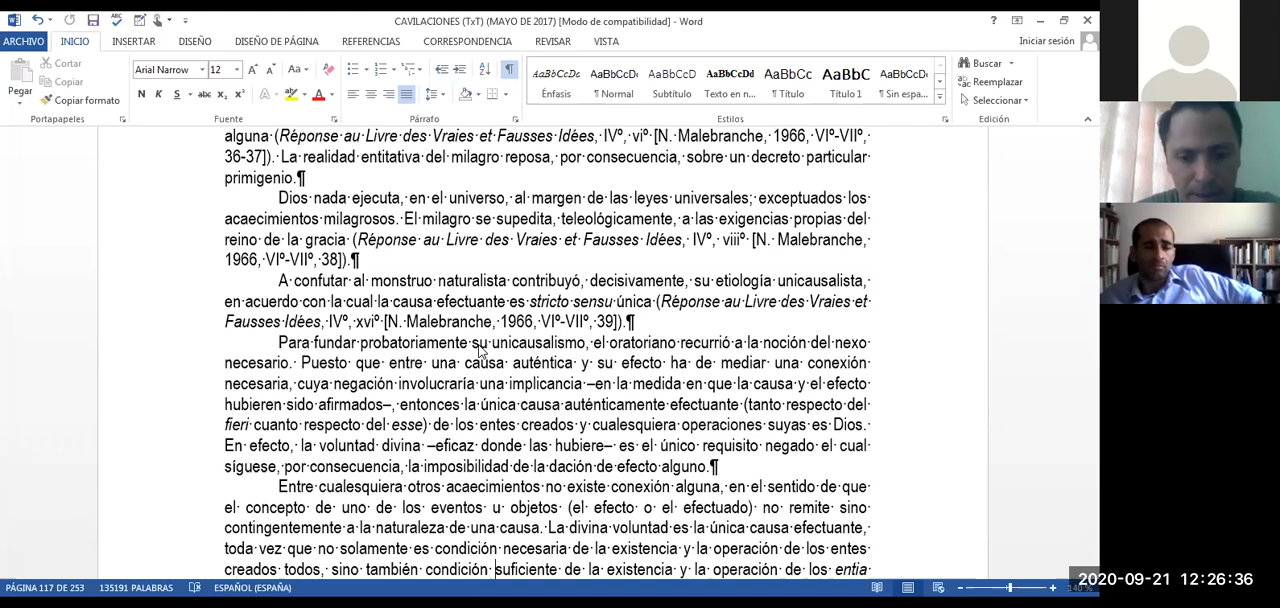 CAVILACIONES (TxT) (MAYO DE 2017) [Modo de compatibilidad] - Word
ARCHIVO INICIO INSERTAR DISEÑO DISEÑO DE PÁGINA REFERENCIAS CORRESPONDENCIA REVISAR VISTA Iniciar sesión
Pegar
Cortar
Copiar
Copiar formato
Portapapeles
Arial Narrow 12
N K S abc x₂ x²
Fuente
Párrafo
AaBbCcDc AaBbCcDc AaBbCcD AaBbCcDd AaBbCc AaBbC AaBbCcDc
Énfasis ¶ Normal Subtítulo Texto en n... ¶ Título Título 1 ¶ Sin espa...
Estilos
Buscar
Reemplazar
Seleccionar
Edición
alguna (Réponse au Livre des Vraies et Fausses Idées, IVº, viº [N. Malebranche, 1966, VIº-VIIº,
36-37]). La realidad entitativa del milagro reposa, por consecuencia, sobre un decreto particular
primigenio.¶
Dios nada ejecuta, en el universo, al margen de las leyes universales; exceptuados los
acaecimientos milagrosos. El milagro se supedita, teleológicamente, a las exigencias propias del
reino de la gracia (Réponse au Livre des Vraies et Fausses Idées, IVº, viiiº [N. Malebranche,
1966, VIº-VIIº, 38]).¶
A confutar al monstruo naturalista contribuyó, decisivamente, su etiología unicausalista,
en acuerdo con la cual la causa efectuante es stricto sensu única (Réponse au Livre des Vraies et
Fausses Idées, IVº, xviº [N. Malebranche, 1966, VIº-VIIº, 39]).¶
Para fundar probatoriamente su unicausalismo, el oratoriano recurrió a la noción del nexo
necesario. Puesto que entre una causa auténtica y su efecto ha de mediar una conexión
necesaria, cuya negación involucraría una implicancia –en la medida en que la causa y el efecto
hubieren sido afirmados–, entonces la única causa auténticamente efectuante (tanto respecto del
fieri cuanto respecto del esse) de los entes creados y cualesquiera operaciones suyas es Dios.
En efecto, la voluntad divina –eficaz donde las hubiere– es el único requisito negado el cual
síguese, por consecuencia, la imposibilidad de la dación de efecto alguno.¶
Entre cualesquiera otros acaecimientos no existe conexión alguna, en el sentido de que
el concepto de uno de los eventos u objetos (el efecto o el efectuado) no remite sino
contingentemente a la naturaleza de una causa. La divina voluntad es la única causa efectuante,
toda vez que no solamente es condición necesaria de la existencia y la operación de los entes
creados todos, sino también condición suficiente de la existencia y la operación de los entia
PÁGINA 117 DE 253 135191 PALABRAS ESPAÑOL (ESPAÑA) 140 %
2020-09-21 12:26:36